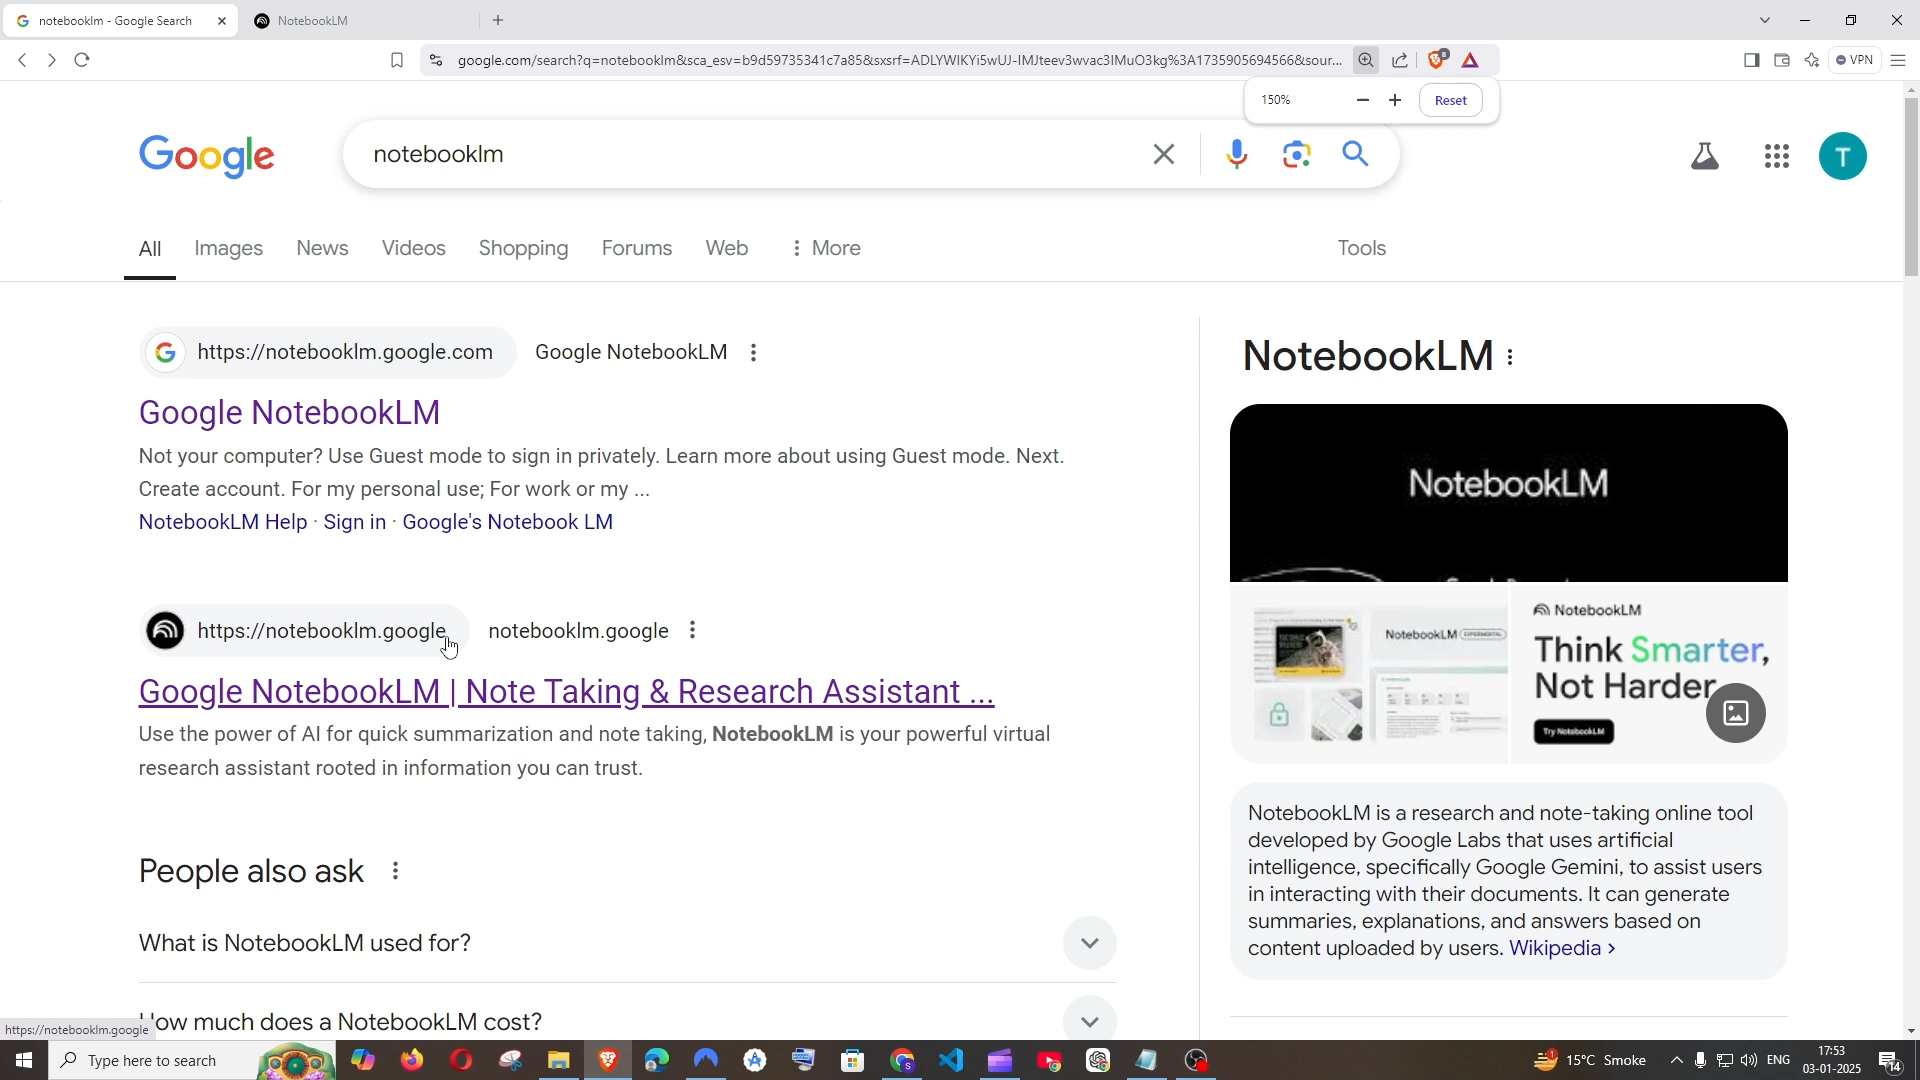 notebooklm - Google Search
NotebookLM
google.com/search?q=notebooklm&sca_esv=b9d59735341c7a85&sxsrf=ADLYWIKYi5wUJ-IMJteev3wvac3IMuO3kg%3A1735905694566&sour...
8
VPN
150%
Reset
Google
notebooklm
T
All
Images
News
Videos
Shopping
Forums
Web
More
Tools
https://notebooklm.google.com
Google NotebookLM
Google NotebookLM
Not your computer? Use Guest mode to sign in privately. Learn more about using Guest mode. Next.
Create account. For my personal use; For work or my ...
NotebookLM Help · Sign in · Google's Notebook LM
https://notebooklm.google
notebooklm.google
Google NotebookLM | Note Taking & Research Assistant ...
Use the power of AI for quick summarization and note taking, NotebookLM is your powerful virtual
research assistant rooted in information you can trust.
People also ask
What is NotebookLM used for?
How much does a NotebookLM cost?
NotebookLM
NotebookLM
NotebookLM
EXPERIMENTAL
NotebookLM
Think Smarter,
Not Harder
Try NotebookLM
NotebookLM is a research and note-taking online tool
developed by Google Labs that uses artificial
intelligence, specifically Google Gemini, to assist users
in interacting with their documents. It can generate
summaries, explanations, and answers based on
content uploaded by users. Wikipedia ›
https://notebooklm.google
Type here to search
1
15°C Smoke
ENG
17:53
03-01-2025
14